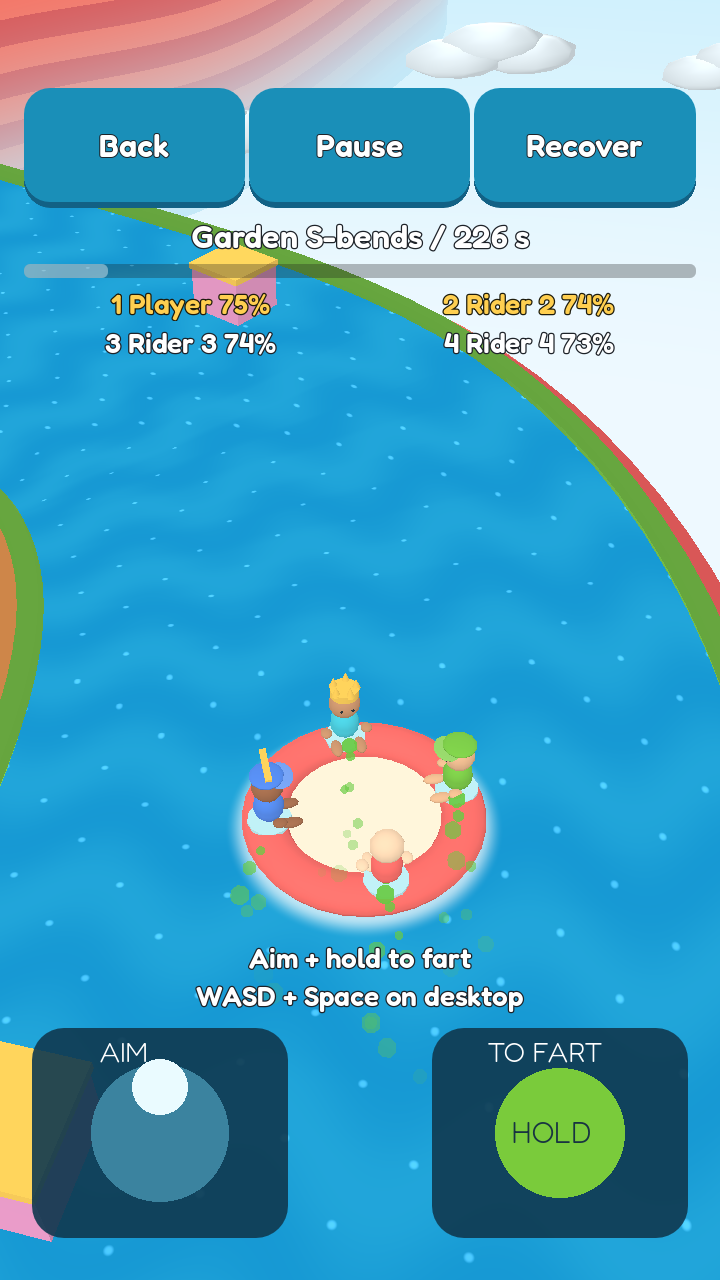 Back Pause Recover
Garden S-bends / 226 s
1 Player 75% 2 Rider 2 74%
3 Rider 3 74% 4 Rider 4 73%
Aim + hold to fart
WASD + Space on desktop
AIM TO FART
HOLD